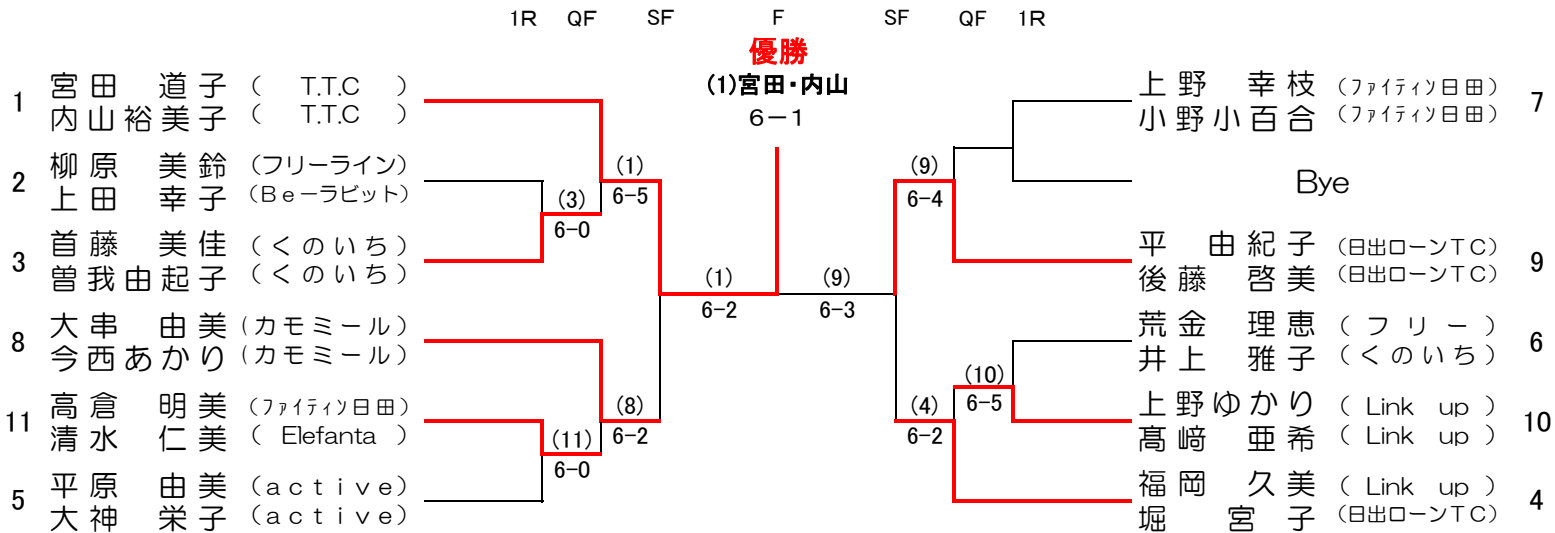 1R QF SF F SF QF 1R
優勝
(1)宮田・内山
6-1
1 宮田 道子 ( T.T.C )
内山裕美子 ( T.T.C )
2 柳原 美鈴 (フリーライン)
上田 幸子 (Be-ラビット)
3 首藤 美佳 (くのいち)
曽我由起子 (くのいち)
8 大串 由美 (カモミール)
今西あかり (カモミール)
11 高倉 明美 (ファイティン日田)
清水 仁美 ( Elefanta )
5 平原 由美 (active)
大神 栄子 (active)
(3)
6-0
(1)
6-5
(11)
6-0
(8)
6-2
(1)
6-2
(9)
6-3
(9)
6-4
(4)
6-2
(10)
6-5
上野 幸枝 (ファイティン日田) 7
小野小百合 (ファイティン日田)
Bye
平 由紀子 (日出ローンTC) 9
後藤 啓美 (日出ローンTC)
荒金 理恵 (フリー) 6
井上 雅子 (くのいち)
上野ゆかり ( Link up ) 10
髙﨑 亜希 ( Link up )
福岡 久美 ( Link up ) 4
堀 宮子 (日出ローンTC)